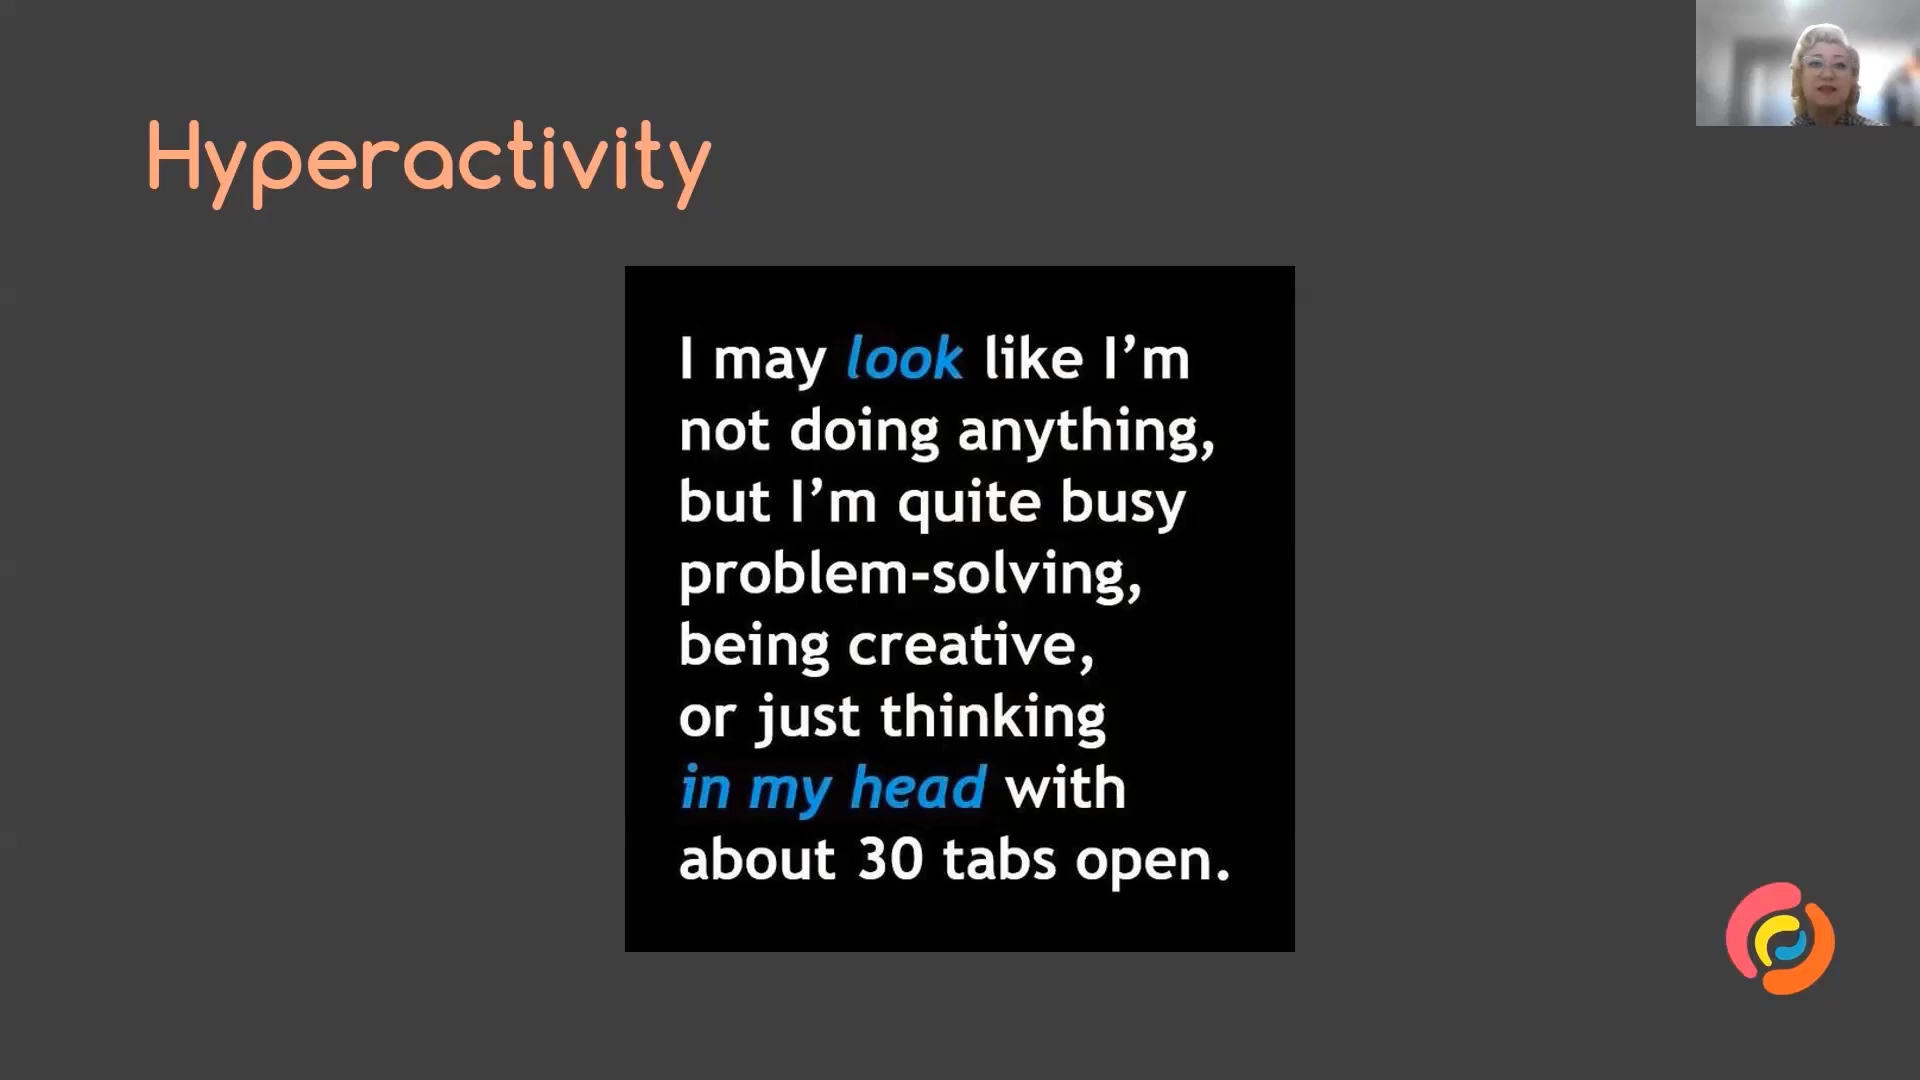 Hyperactivity
I may look like I’m
not doing anything,
but I’m quite busy
problem-solving,
being creative,
or just thinking
in my head with
about 30 tabs open.